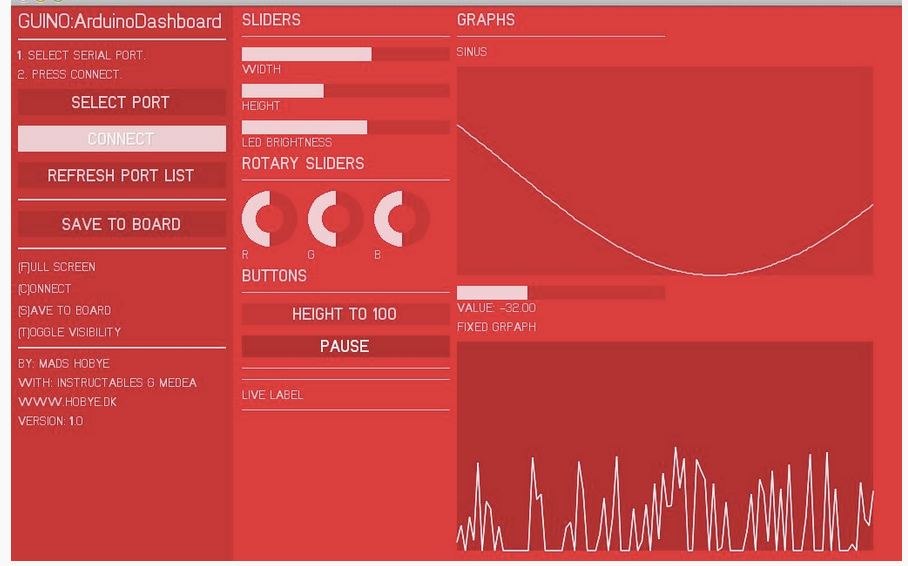 GUINO:ArduinoDashboard
1. SELECT SERIAL PORT.
2. PRESS CONNECT.
SELECT PORT
CONNECT
REFRESH PORT LIST
SAVE TO BOARD
(F)ULL SCREEN
(C)ONNECT
(S)AVE TO BOARD
(T)OGGLE VISIBILITY
BY: MADS HOBYE
WITH: INSTRUCTABLES & MEDEA
WWW.HOBYE.DK
VERSION: 1.0
SLIDERS
WIDTH
HEIGHT
LED BRIGHTNESS
ROTARY SLIDERS
R G B
BUTTONS
HEIGHT TO 100
PAUSE
LIVE LABEL
GRAPHS
SINUS
VALUE: -32.00
FIXED GRPAPH